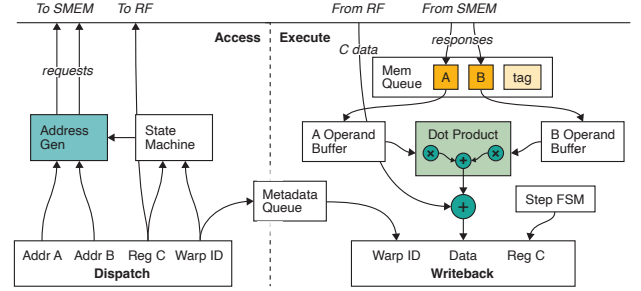 To SMEM
To RF
From RF
From SMEM
Access
Execute
C data
responses
requests
Mem
Queue
A
B
tag
Address
Gen
State
Machine
A Operand
Buffer
Dot Product
× + ×
B Operand
Buffer
Metadata
Queue
+
Step FSM
Addr A
Addr B
Reg C
Warp ID
Dispatch
Warp ID
Data
Reg C
Writeback